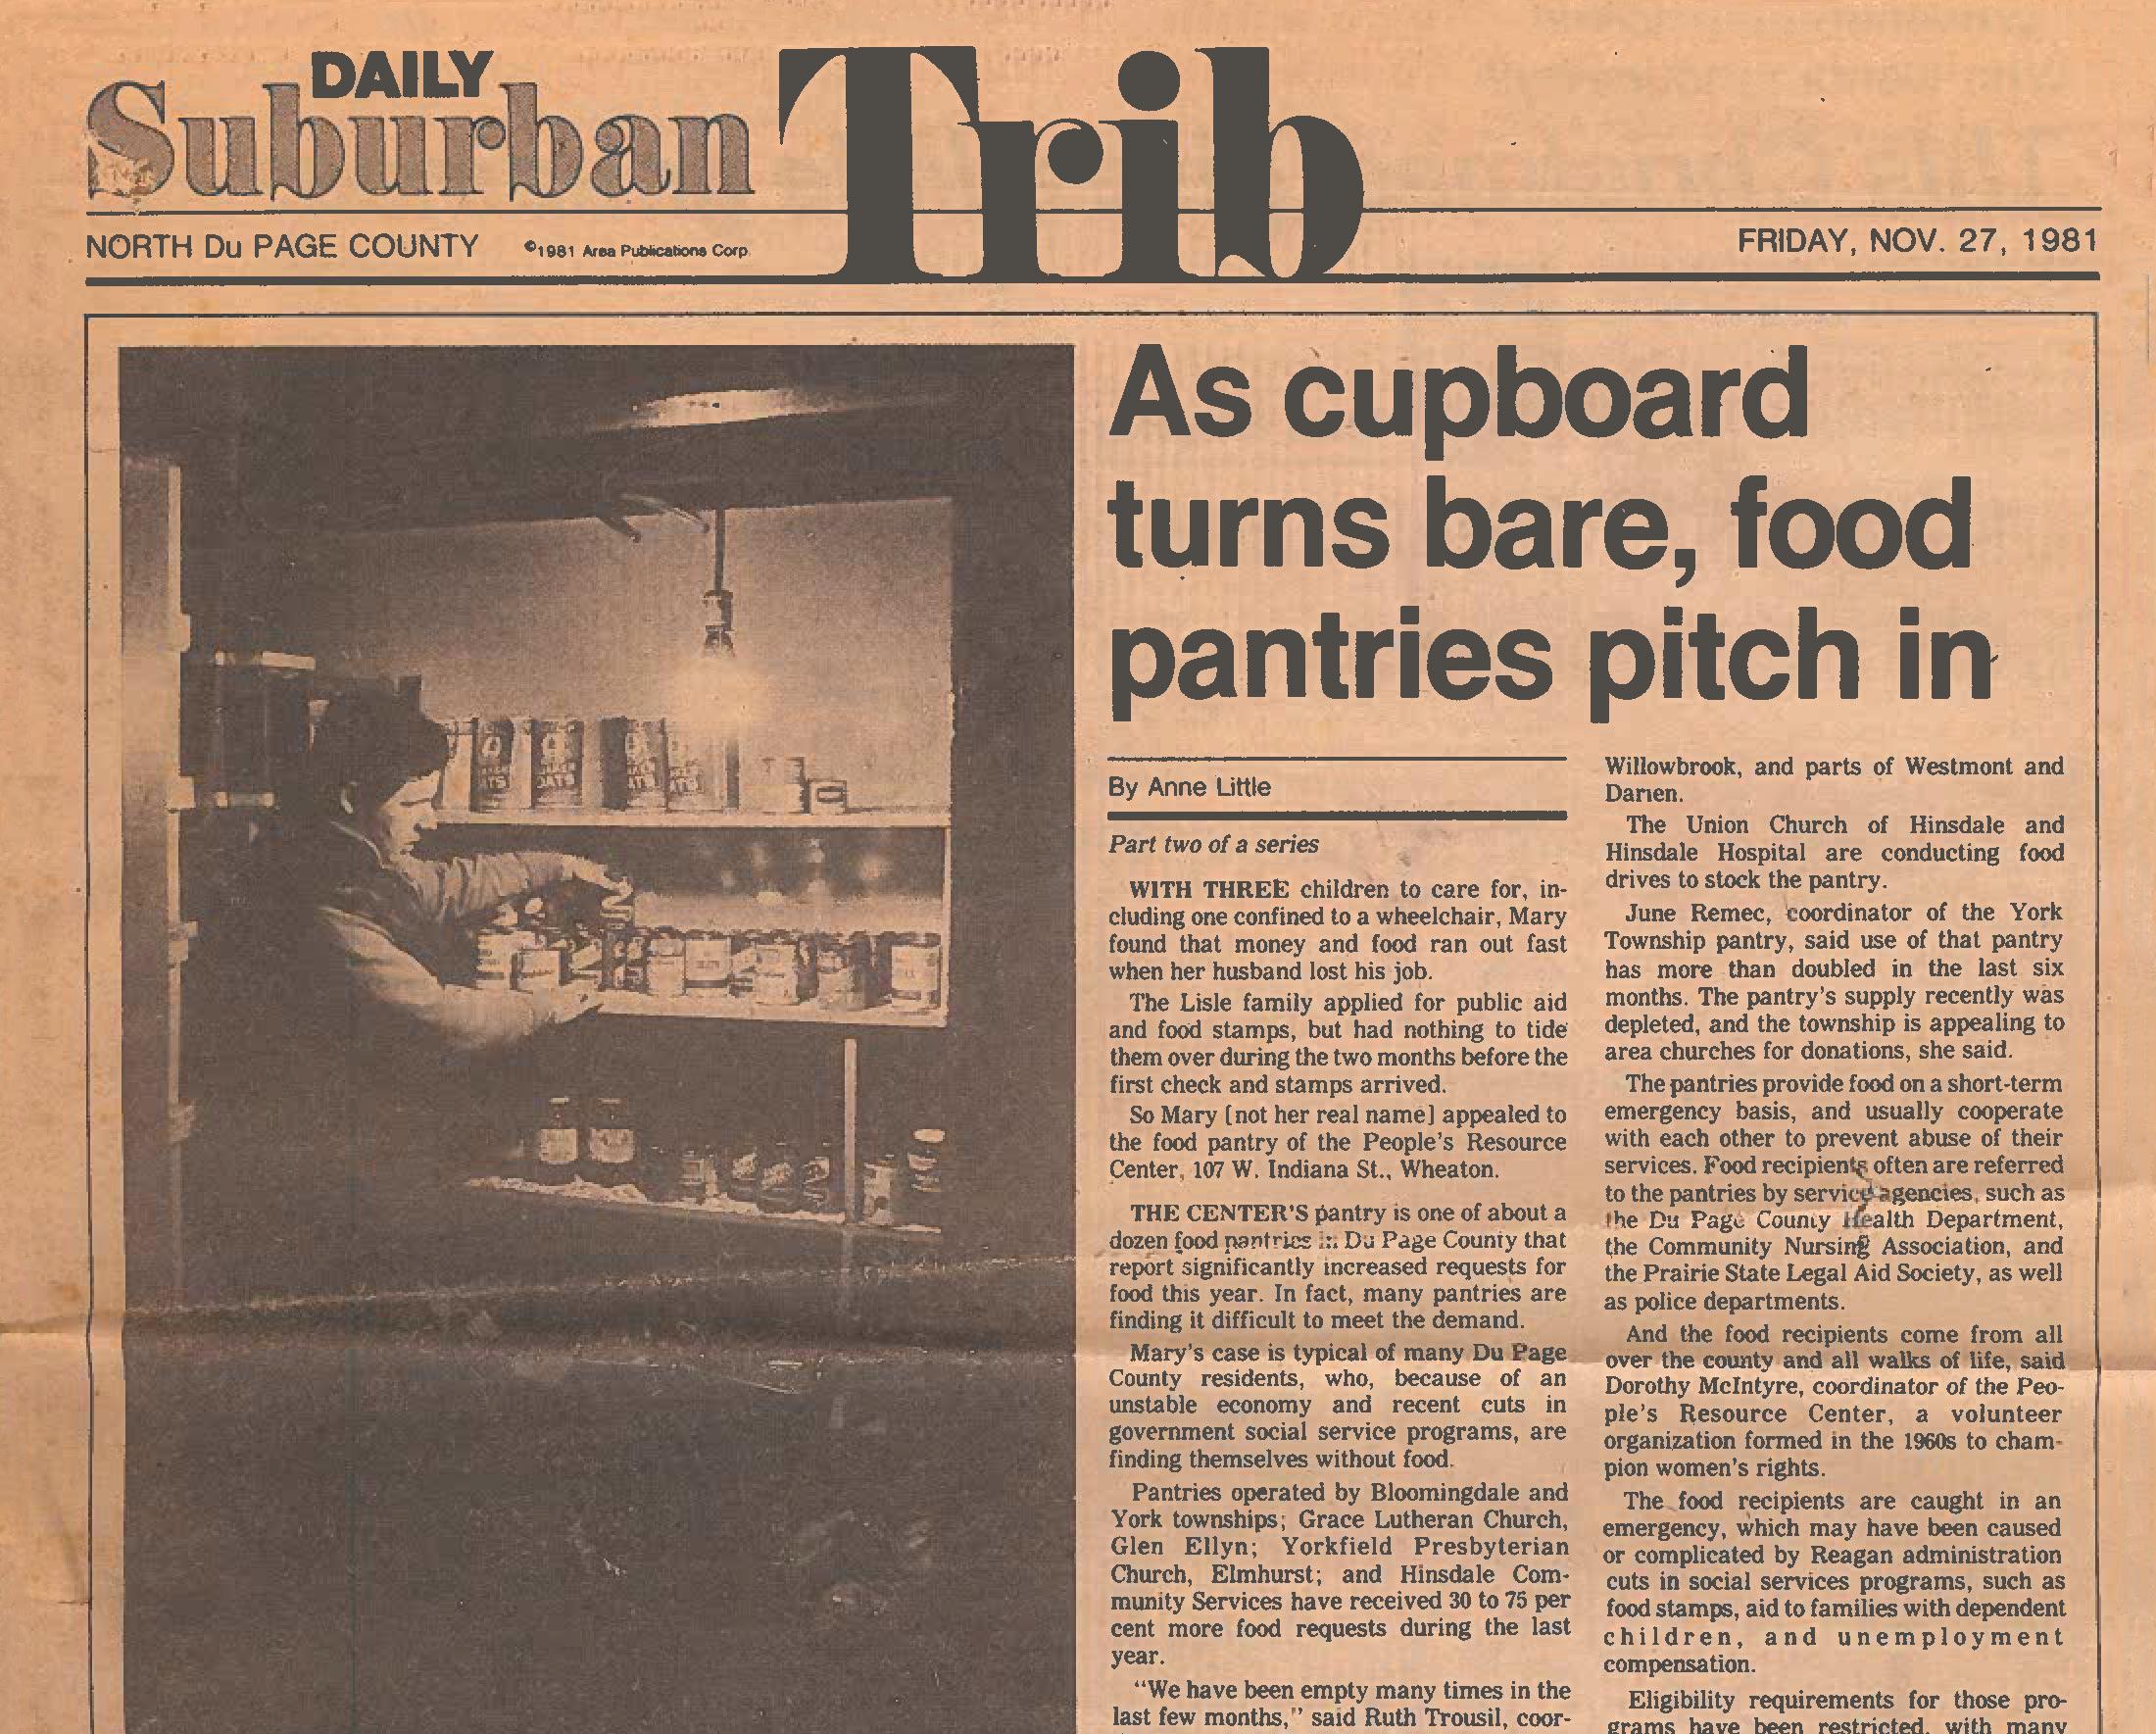 DAILY
Suburban Trib
NORTH Du PAGE COUNTY
©1981 Area Publications Corp.
FRIDAY, NOV. 27, 1981
As cupboard
turns bare, food
pantries pitch in
By Anne Little
Part two of a series
WITH THREE children to care for, in-
cluding one confined to a wheelchair, Mary
found that money and food ran out fast
when her husband lost his job.
The Lisle family applied for public aid
and food stamps, but had nothing to tide
them over during the two months before the
first check and stamps arrived.
So Mary [not her real name] appealed to
the food pantry of the People's Resource
Center, 107 W. Indiana St., Wheaton.
THE CENTER'S pantry is one of about a
dozen food pantries in Du Page County that
report significantly increased requests for
food this year. In fact, many pantries are
finding it difficult to meet the demand.
Mary's case is typical of many Du Page
County residents, who, because of an
unstable economy and recent cuts in
government social service programs, are
finding themselves without food.
Pantries operated by Bloomingdale and
York townships; Grace Lutheran Church,
Glen Ellyn; Yorkfield Presbyterian
Church, Elmhurst; and Hinsdale Com-
munity Services have received 30 to 75 per
cent more food requests during the last
year.
"We have been empty many times in the
last few months," said Ruth Trousil, coor-
Willowbrook, and parts of Westmont and
Darien.
The Union Church of Hinsdale and
Hinsdale Hospital are conducting food
drives to stock the pantry.
June Remec, coordinator of the York
Township pantry, said use of that pantry
has more than doubled in the last six
months. The pantry's supply recently was
depleted, and the township is appealing to
area churches for donations, she said.
The pantries provide food on a short-term
emergency basis, and usually cooperate
with each other to prevent abuse of their
services. Food recipients often are referred
to the pantries by service agencies, such as
the Du Page County Health Department,
the Community Nursing Association, and
the Prairie State Legal Aid Society, as well
as police departments.
And the food recipients come from all
over the county and all walks of life, said
Dorothy McIntyre, coordinator of the Peo-
ple's Resource Center, a volunteer
organization formed in the 1960s to cham-
pion women's rights.
The food recipients are caught in an
emergency, which may have been caused
or complicated by Reagan administration
cuts in social services programs, such as
food stamps, aid to families with dependent
children, and unemployment
compensation.
Eligibility requirements for those pro-
grams have been restricted, with many